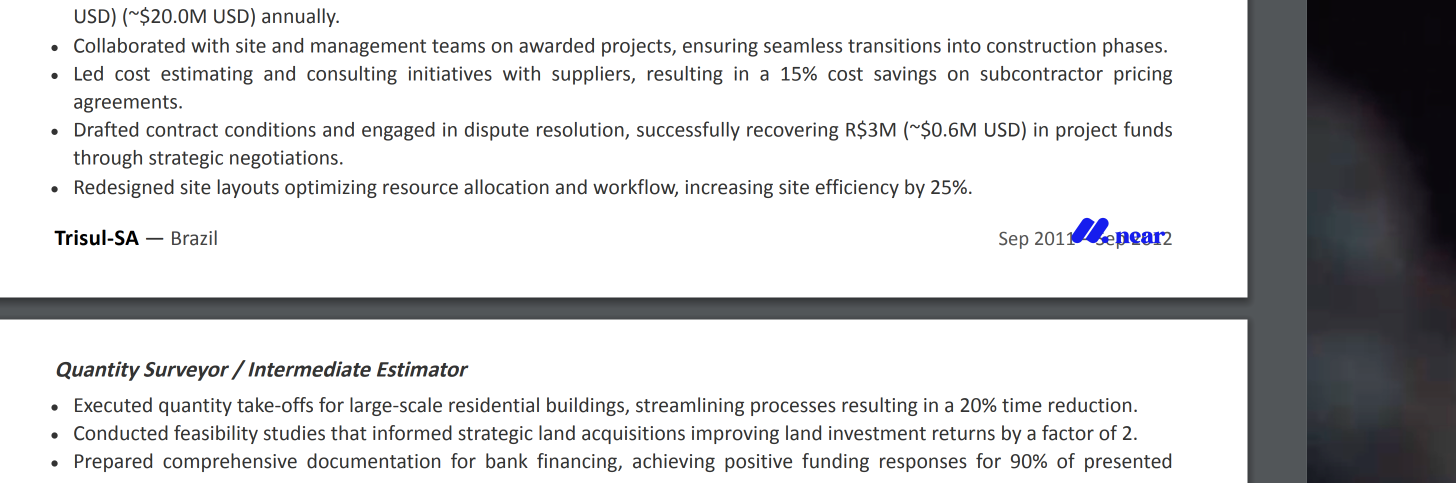 USD) (~$20.0M USD) annually.
• Collaborated with site and management teams on awarded projects, ensuring seamless transitions into construction phases.
• Led cost estimating and consulting initiatives with suppliers, resulting in a 15% cost savings on subcontractor pricing
agreements.
• Drafted contract conditions and engaged in dispute resolution, successfully recovering R$3M (~$0.6M USD) in project funds
through strategic negotiations.
• Redesigned site layouts optimizing resource allocation and workflow, increasing site efficiency by 25%.
Trisul-SA — Brazil Sep 2011 – Sep 2012
near
Quantity Surveyor / Intermediate Estimator
• Executed quantity take-offs for large-scale residential buildings, streamlining processes resulting in a 20% time reduction.
• Conducted feasibility studies that informed strategic land acquisitions improving land investment returns by a factor of 2.
• Prepared comprehensive documentation for bank financing, achieving positive funding responses for 90% of presented